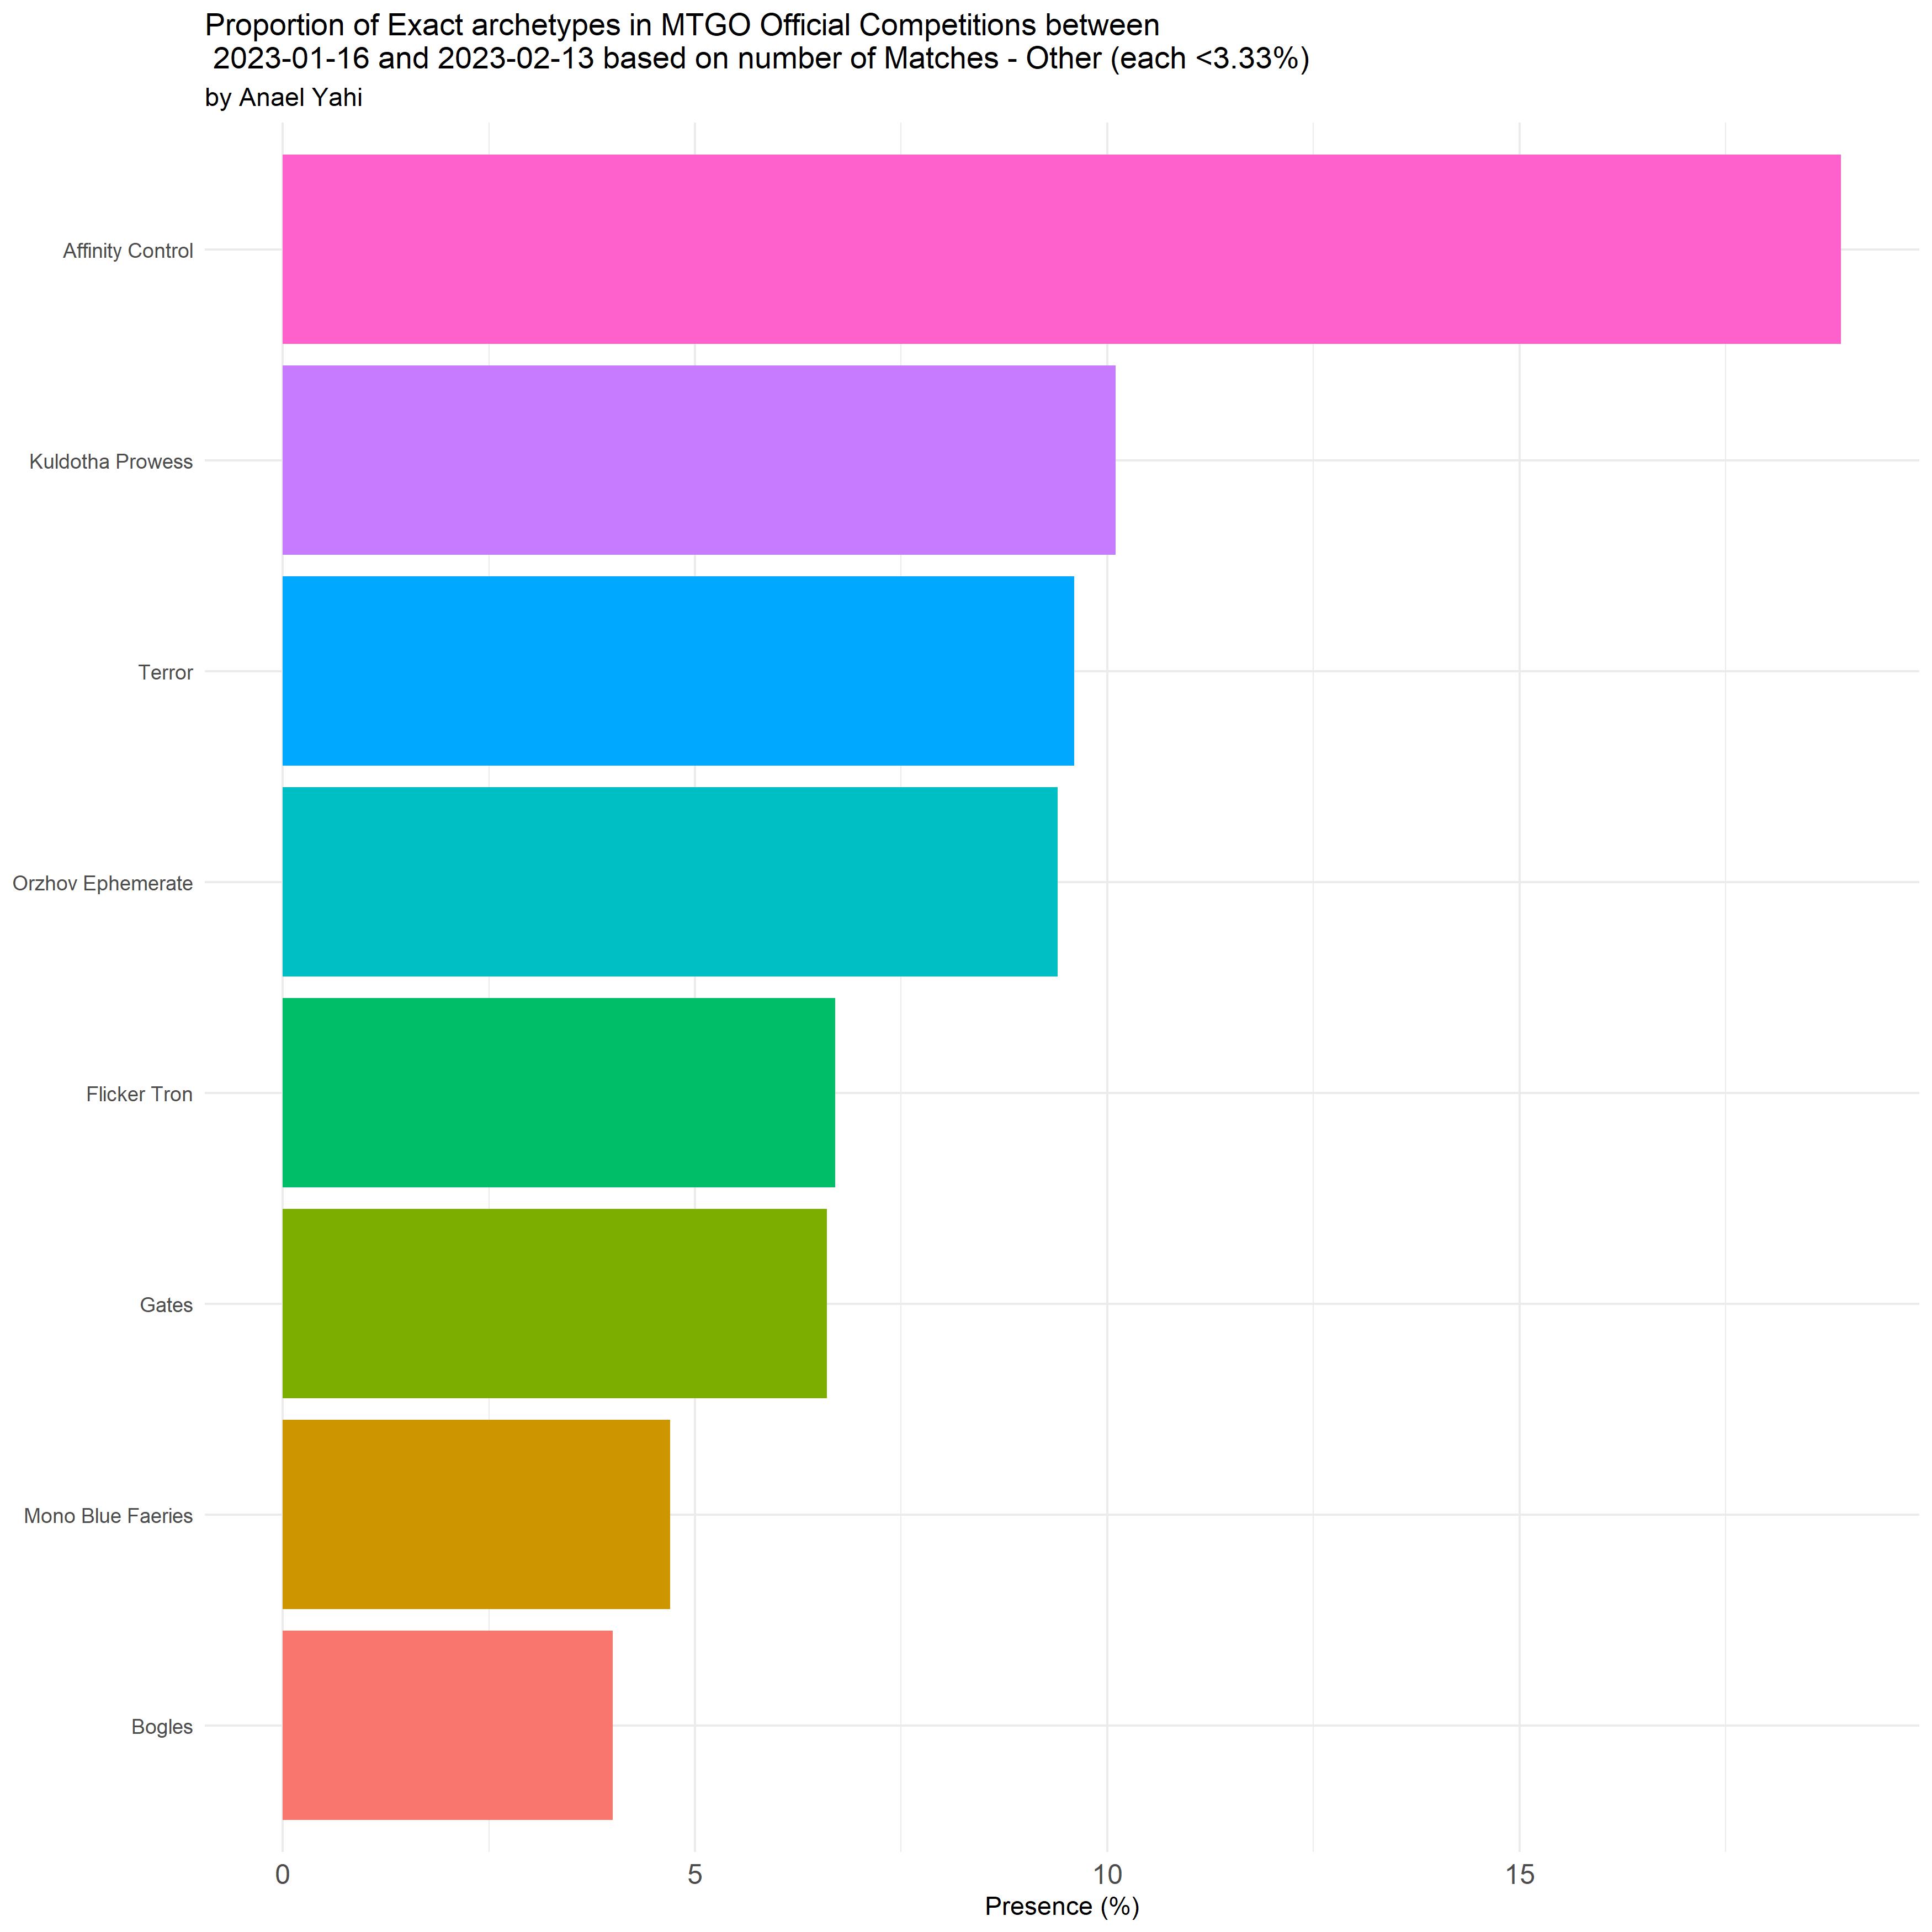 Proportion of Exact archetypes in MTGO Official Competitions between
2023-01-16 and 2023-02-13 based on number of Matches - Other (each <3.33%)
by Anael Yahi
Affinity Control
Kuldotha Prowess
Terror
Orzhov Ephemerate
Flicker Tron
Gates
Mono Blue Faeries
Bogles
0 5 10 15
Presence (%)